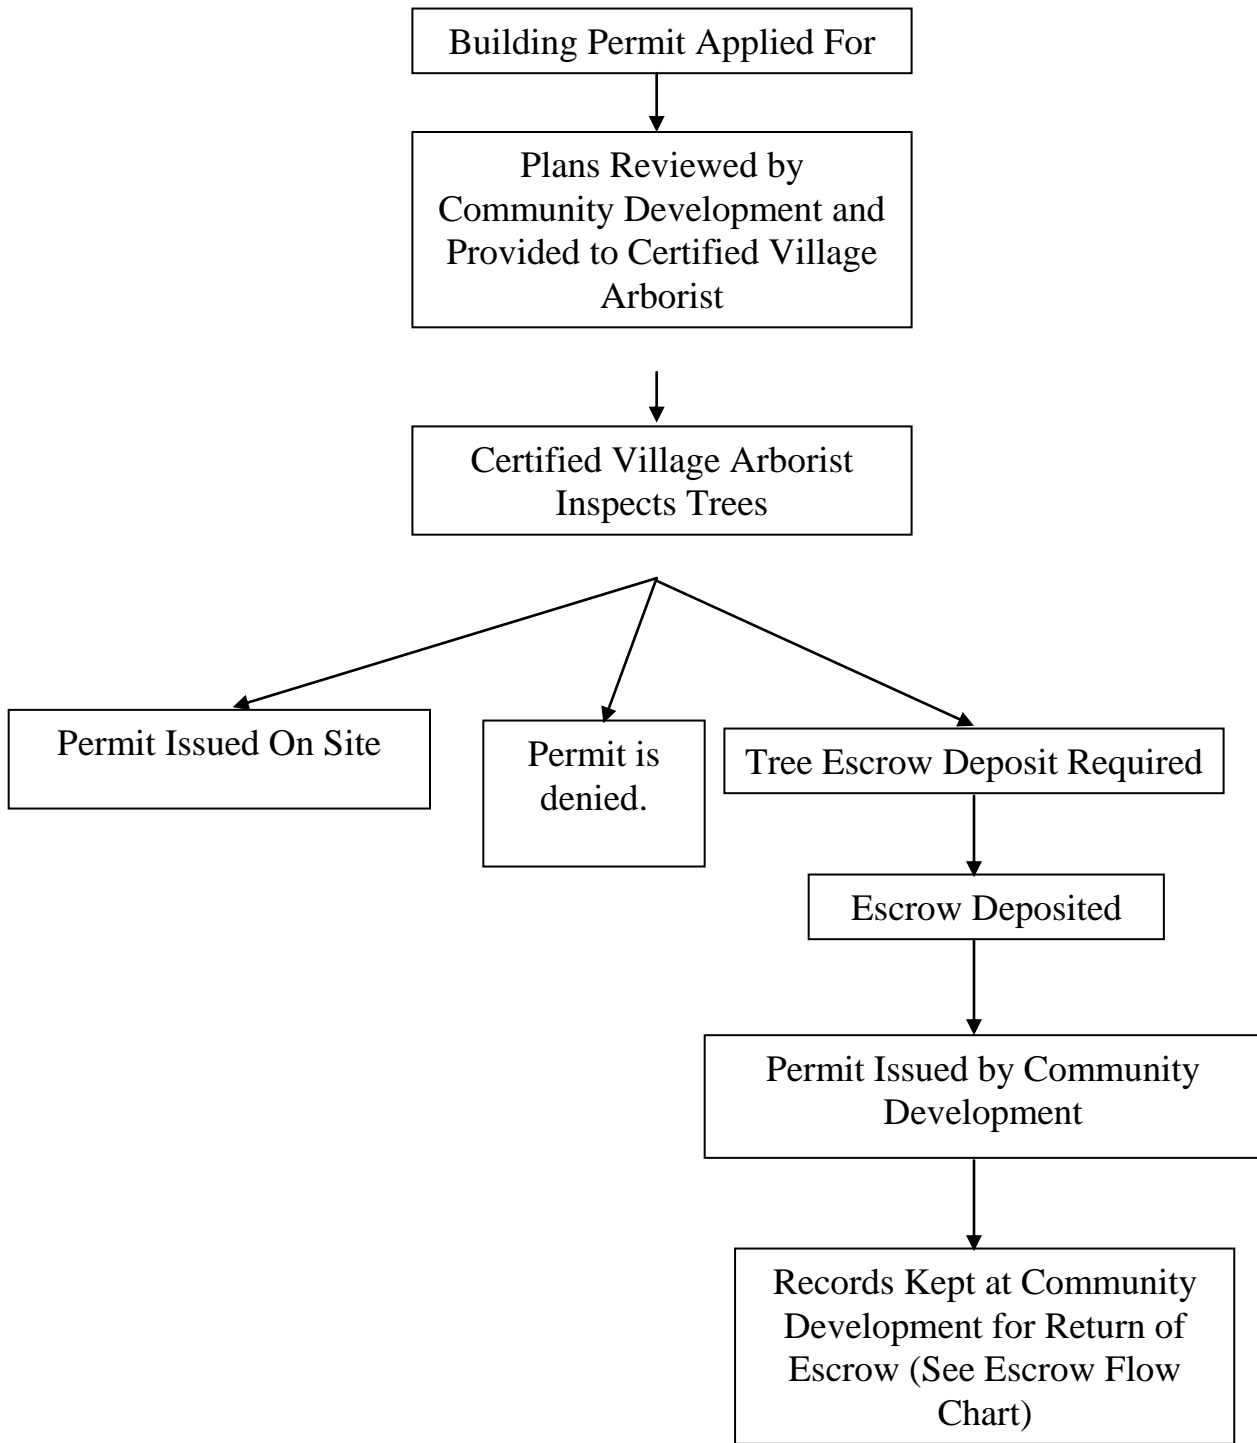 Building Permit Applied For
Plans Reviewed by
Community Development and
Provided to Certified Village
Arborist
Certified Village Arborist
Inspects Trees
Permit Issued On Site
Permit is
denied.
Tree Escrow Deposit Required
Escrow Deposited
Permit Issued by Community
Development
Records Kept at Community
Development for Return of
Escrow (See Escrow Flow
Chart)